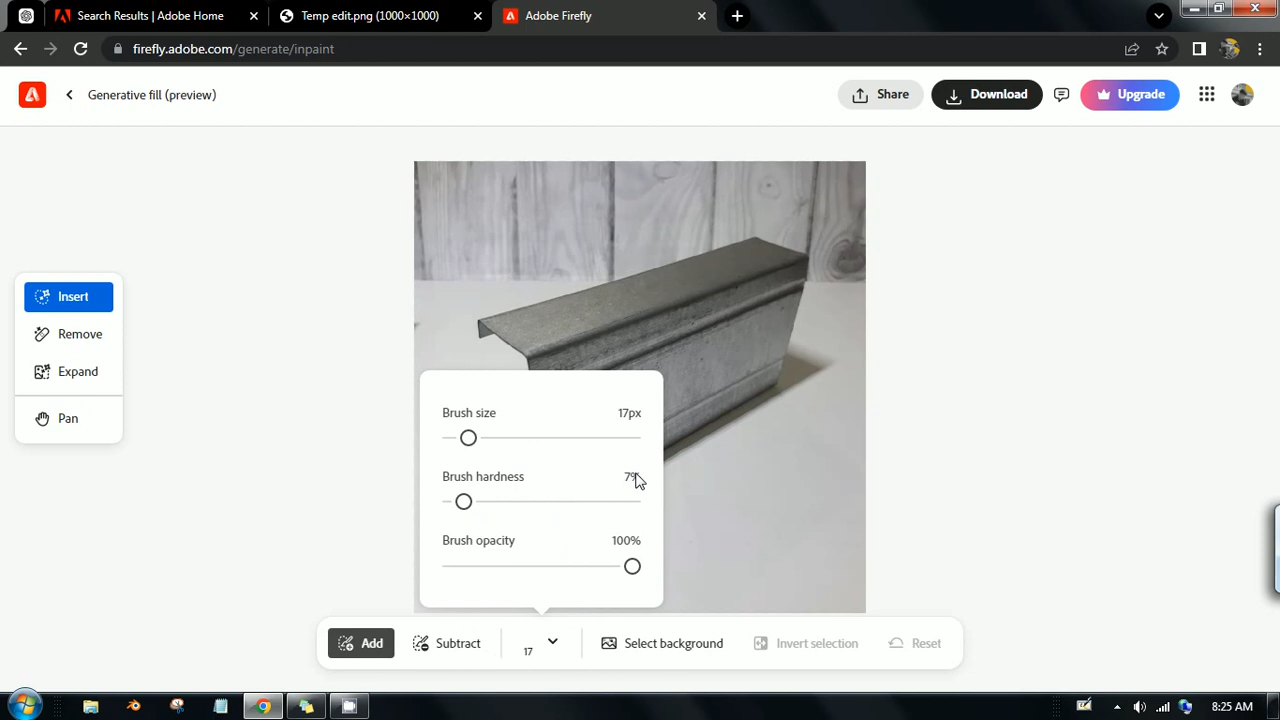 Search Results | Adobe Home
Temp edit.png (1000×1000)
Adobe Firefly
firefly.adobe.com/generate/inpaint
Generative fill (preview)
Share
Download
Upgrade
Insert
Remove
Expand
Pan
Brush size 17px
Brush hardness 7%
Brush opacity 100%
Add
Subtract
17
Select background
Invert selection
Reset
8:25 AM